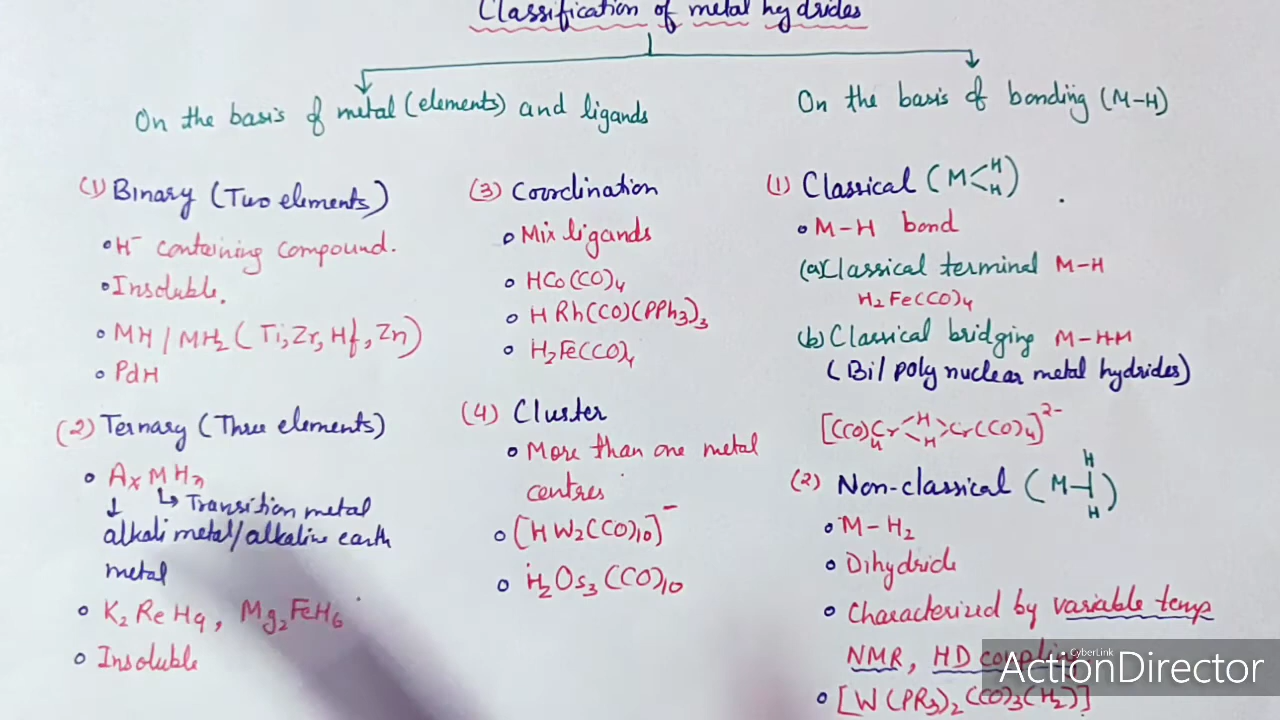 Classification of metal hydrides
On the basis of metal (elements) and ligands
(1) Binary (Two elements)
• H⁻ containing compound.
• Insoluble.
• MH / MH₂ (Ti, Zr, Hf, Zn)
• PdH
(2) Ternary (Three elements)
• AₓMHₙ
↓ ↳ Transition metal
alkali metal/alkaline earth
metal
• K₂ReH₉, Mg₂FeH₆
• Insoluble
(3) Coordination
• Mix ligands
• HCo(CO)₄
• HRh(CO)(PPh₃)₃
• H₂Fe(CO)₄
(4) Cluster
• More than one metal
centres
• [HW₂(CO)₁₀]⁻
• H₂Os₃(CO)₁₀
On the basis of bonding (M-H)
(1) Classical (M<H H)
• M-H bond
(a) Classical terminal M-H
H₂Fe(CO)₄
(b) Classical bridging M-HM
(Bi/poly nuclear metal hydrides)
[(CO)₄Cr<H H>Cr(CO)₄]²⁻
(2) Non-classical (M-H H)
• M-H₂
• Dihydride
• Characterized by variable temp
NMR, HD coupling
• [W(PR₃)₂(CO)₃(H₂)]
CyberLink
ActionDirector